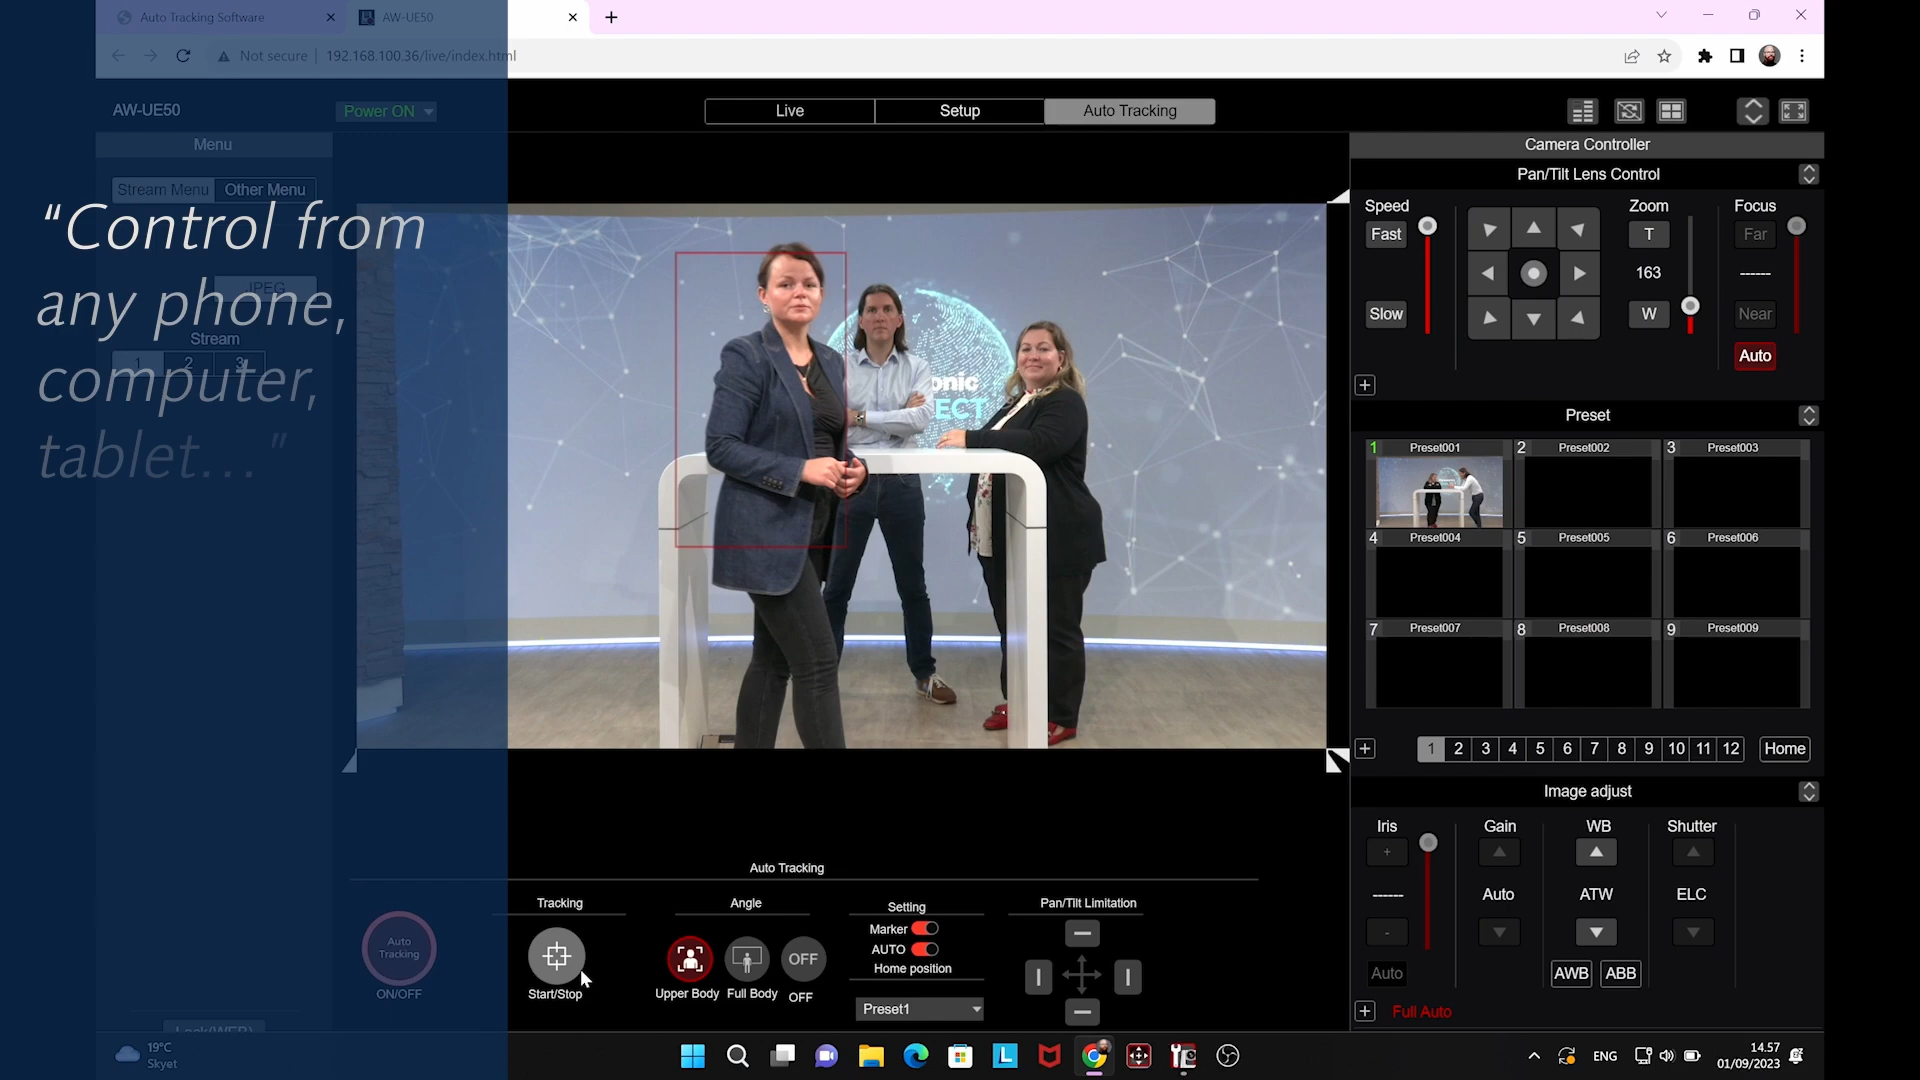 Auto Tracking Software
AW-UE50
Not secure
192.168.100.36/live/index.html
AW-UE50
Power ON
Live
Setup
Auto Tracking
Menu
Stream Menu
Other Menu
JPEG
Stream
1
2
3
"Control from
any phone,
computer,
tablet..."
onic
ECT
Camera Controller
Pan/Tilt Lens Control
Speed
Fast
Slow
Zoom
T
163
W
Focus
Far
------
Near
Auto
+
Preset
1 Preset001
2 Preset002
3 Preset003
4 Preset004
5 Preset005
6 Preset006
7 Preset007
8 Preset008
9 Preset009
+
1 2 3 4 5 6 7 8 9 10 11 12
Home
Image adjust
Iris
+
------
-
Auto
Gain
Auto
WB
ATW
AWB
ABB
Shutter
ELC
+
Full Auto
Auto Tracking
Auto
Tracking
ON/OFF
Tracking
Start/Stop
Angle
Upper Body
Full Body
OFF
OFF
Setting
Marker
AUTO
Home position
Preset1
Pan/Tilt Limitation
Lock(WEB)
19°C
Skyet
L
ENG
14.57
01/09/2023